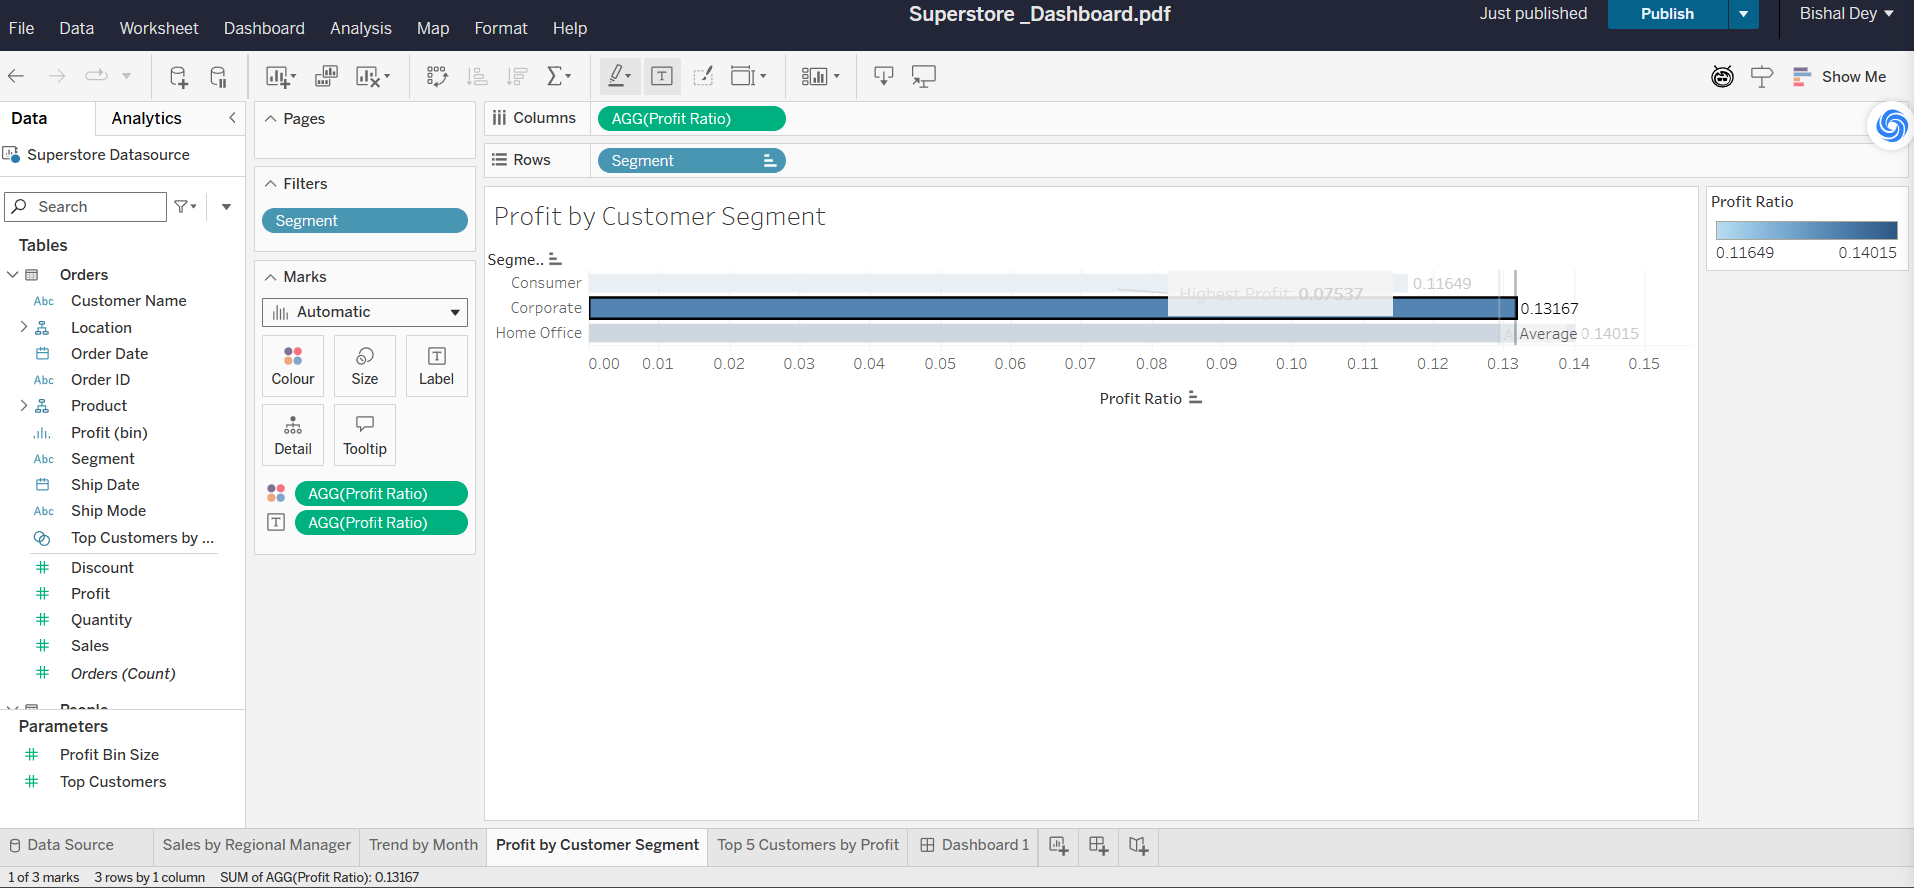 Superstore _Dashboard.pdf
Just published
Publish
Bishal Dey
File Data Worksheet Dashboard Analysis Map Format Help
Show Me
Data Analytics
Superstore Datasource
Search
Tables
Orders
Abc Customer Name
Location
Order Date
Abc Order ID
Product
Profit (bin)
Abc Segment
Ship Date
Abc Ship Mode
Top Customers by ...
Discount
Profit
Quantity
Sales
Orders (Count)
People
Parameters
Profit Bin Size
Top Customers
Pages
Filters
Segment
Marks
Automatic
Colour Size Label
Detail Tooltip
AGG(Profit Ratio)
AGG(Profit Ratio)
Columns AGG(Profit Ratio)
Rows Segment
Profit by Customer Segment
Segme..
Consumer 0.11649
Highest Profit: 0.07537
Corporate 0.13167
Home Office Average 0.14015
0.00 0.01 0.02 0.03 0.04 0.05 0.06 0.07 0.08 0.09 0.10 0.11 0.12 0.13 0.14 0.15
Profit Ratio
Profit Ratio
0.11649 0.14015
Data Source Sales by Regional Manager Trend by Month Profit by Customer Segment Top 5 Customers by Profit Dashboard 1
1 of 3 marks 3 rows by 1 column SUM of AGG(Profit Ratio): 0.13167